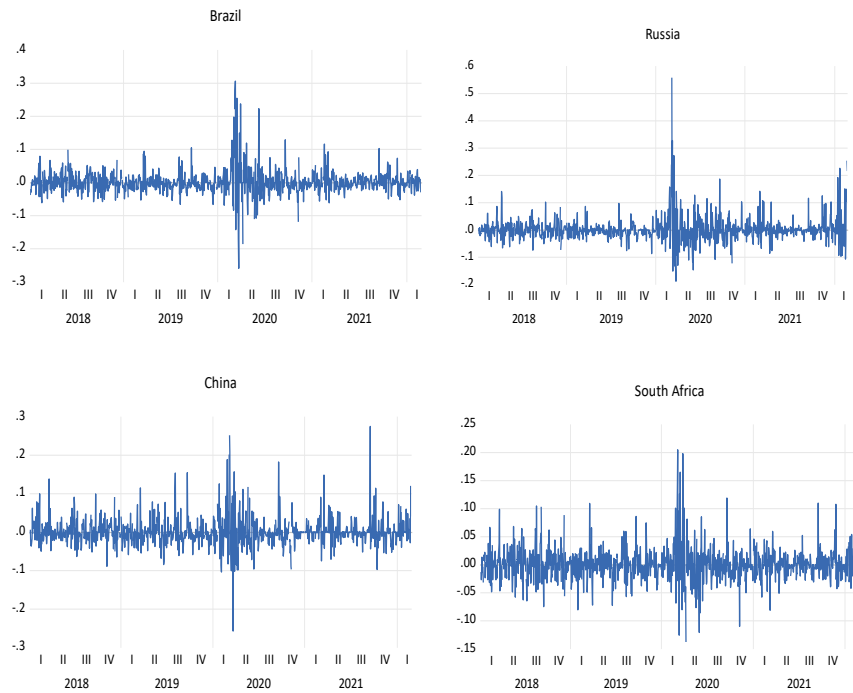 Brazil
.4
.3
.2
.1
.0
-.1
-.2
-.3
I II III IV I II III IV I II III IV I II III IV I
2018 2019 2020 2021
Russia
.6
.5
.4
.3
.2
.1
.0
-.1
-.2
I II III IV I II III IV I II III IV I II III IV I
2018 2019 2020 2021
China
.3
.2
.1
.0
-.1
-.2
-.3
I II III IV I II III IV I II III IV I II III IV I
2018 2019 2020 2021
South Africa
.25
.20
.15
.10
.05
.00
-.05
-.10
-.15
I II III IV I II III IV I II III IV I II III IV
2018 2019 2020 2021